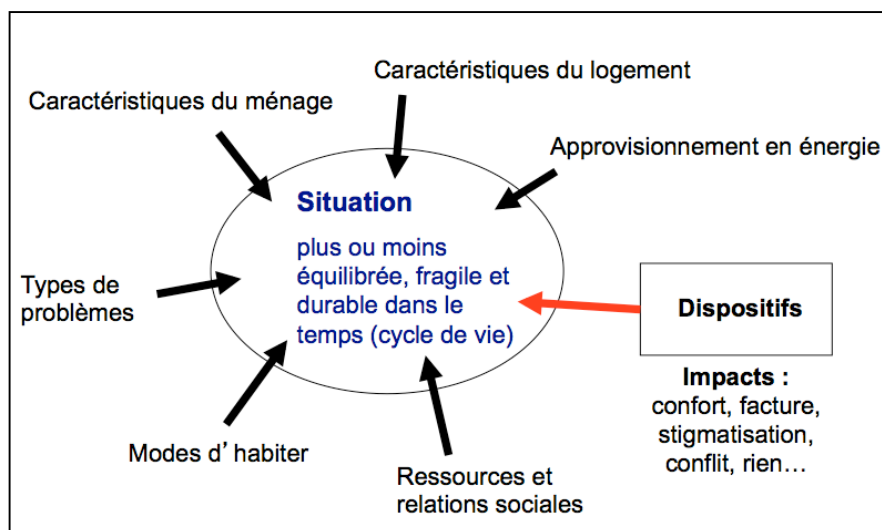 Caractéristiques du logement
Caractéristiques du ménage
Approvisionnement en énergie
Situation
plus ou moins
équilibrée, fragile et
durable dans le
temps (cycle de vie)
Types de
problèmes
Dispositifs
Impacts :
confort, facture,
stigmatisation,
conflit, rien…
Modes d’ habiter
Ressources et
relations sociales